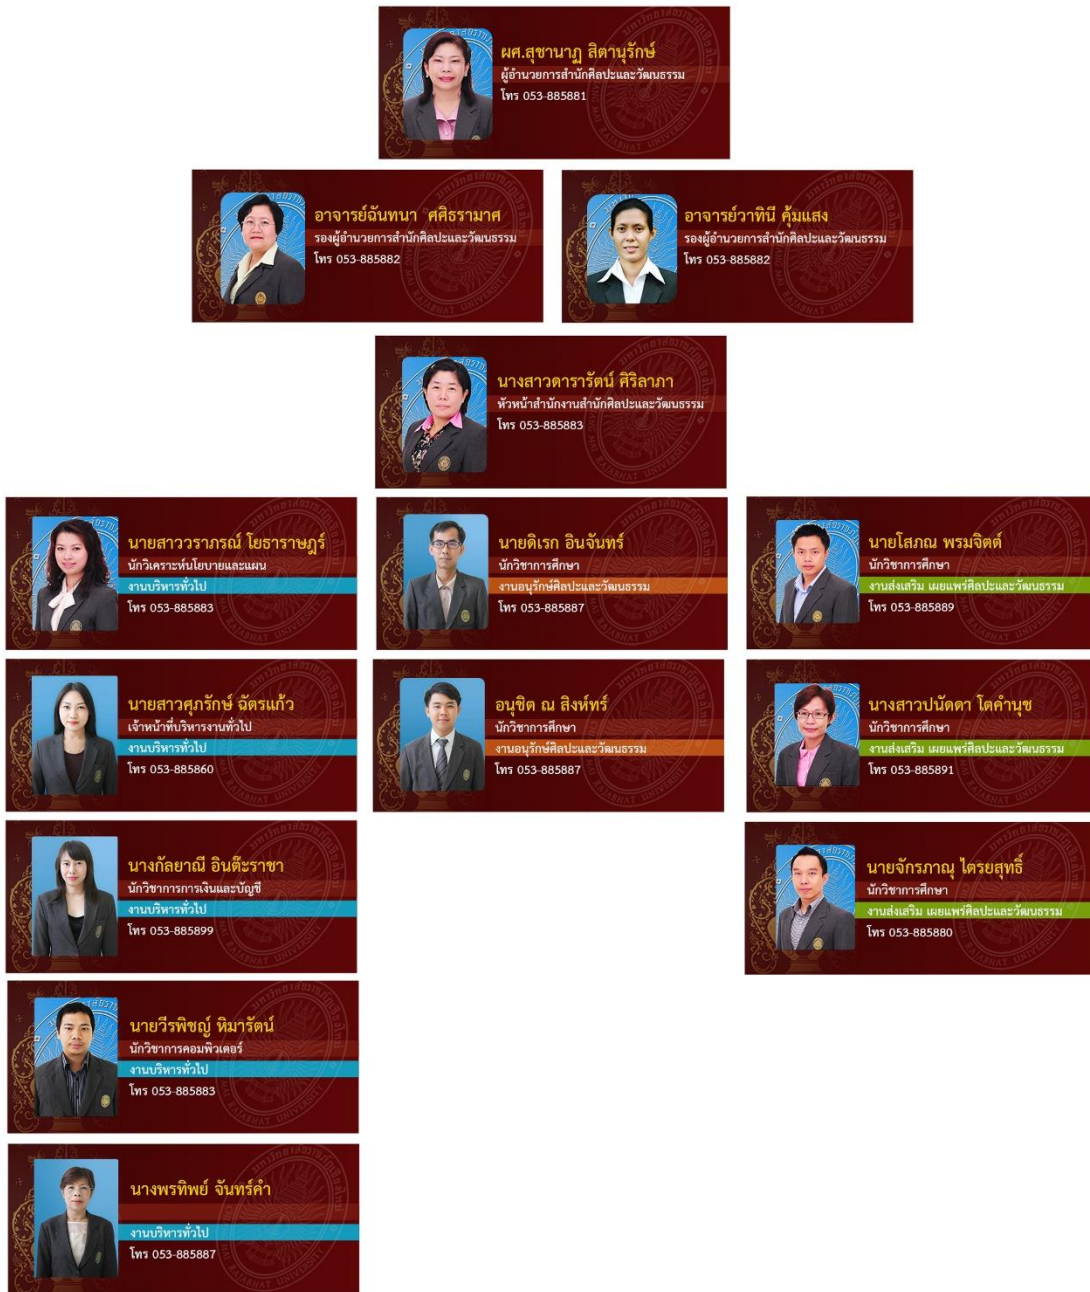 ผศ.สุชานาฏ สิตานุรักษ์
ผู้อำนวยการสำนักศิลปะและวัฒนธรรม
โทร 053-885881
อาจารย์ฉันทนา ศศิธรามาศ
รองผู้อำนวยการสำนักศิลปะและวัฒนธรรม
โทร 053-885882
อาจารย์วาทินี คุ้มแสง
รองผู้อำนวยการสำนักศิลปะและวัฒนธรรม
โทร 053-885882
นางสาวดารารัตน์ ศิริลาภา
หัวหน้าสำนักงานสำนักศิลปะและวัฒนธรรม
โทร 053-885883
นายสาววราภรณ์ โยธาราษฎร์
นักวิเคราะห์นโยบายและแผน
งานบริหารทั่วไป
โทร 053-885883
นายดิเรก อินจันทร์
นักวิชาการศึกษา
งานอนุรักษ์ศิลปะและวัฒนธรรม
โทร 053-885887
นายโสภณ พรมจิตต์
นักวิชาการศึกษา
งานส่งเสริม เผยแพร่ศิลปะและวัฒนธรรม
โทร 053-885889
นายสาวศุภรักษ์ ฉัตรแก้ว
เจ้าหน้าที่บริหารงานทั่วไป
งานบริหารทั่วไป
โทร 053-885860
อนุชิต ณ สิงห์ทร์
นักวิชาการศึกษา
งานอนุรักษ์ศิลปะและวัฒนธรรม
โทร 053-885887
นางสาวปนัดดา โตคำนุช
นักวิชาการศึกษา
งานส่งเสริม เผยแพร่ศิลปะและวัฒนธรรม
โทร 053-885891
นางกัลยาณี อินต๊ะราชา
นักวิชาการการเงินและบัญชี
งานบริหารทั่วไป
โทร 053-885899
นายจักรภาณุ ไตรยสุทธิ์
นักวิชาการศึกษา
งานส่งเสริม เผยแพร่ศิลปะและวัฒนธรรม
โทร 053-885880
นายวีรพิชญ์ หิมารัตน์
นักวิชาการคอมพิวเตอร์
งานบริหารทั่วไป
โทร 053-885883
นางพรทิพย์ จันทร์คำ
งานบริหารทั่วไป
โทร 053-885887